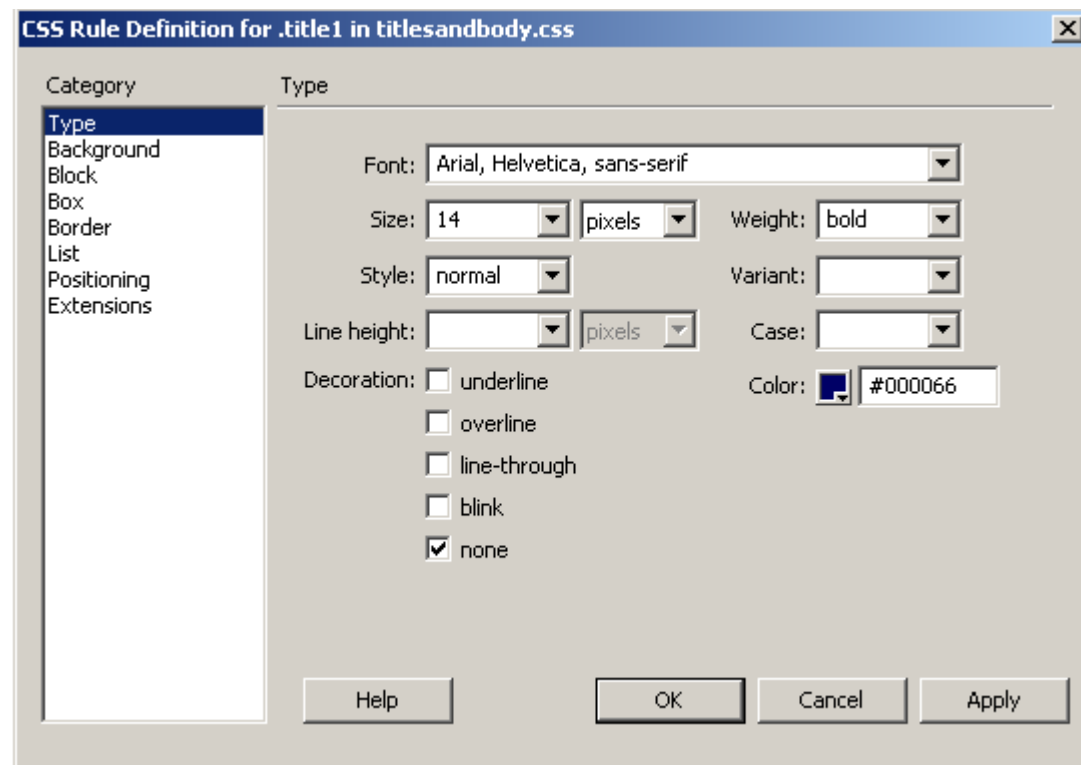 CSS Rule Definition for .title1 in titlesandbody.css
Category
Type
Background
Block
Box
Border
List
Positioning
Extensions
Type
Font: Arial, Helvetica, sans-serif
Size: 14 pixels Weight: bold
Style: normal Variant:
Line height: pixels Case:
Decoration: underline Color: #000066
overline
line-through
blink
none
Help OK Cancel Apply